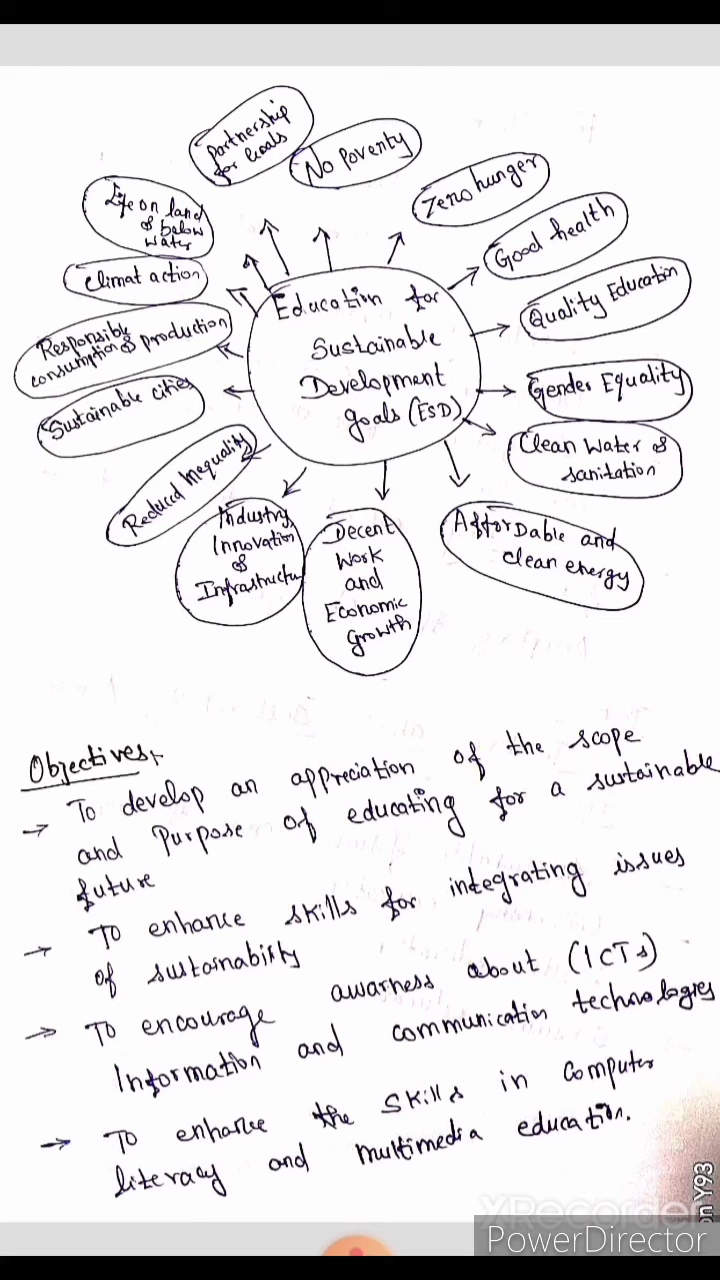 Partnership
for Goals
No Poverty
Zero hunger
Good health
Quality Education
Gender Equality
Clean Water &
sanitation
Affordable and
clean energy
Decent
Work
and
Economic
Growth
Industry,
Innovation
&
Infrastructu
Reduced Inequality
Sustainable cities
Responsible
consumption & production
Climat action
Life on land
& below
water
Education for
Sustainable
Development
goals (ESD)
Objectives:-
→ To develop an appreciation of the scope
and Purpose of educating for a sustainable
future
→ To enhance skills for integrating issues
of sustainability
→ To encourage awarness about (ICTs)
Information and communication technologies
→ To enhance the skills in computer
literacy and multimedia education.
XRecorder
on Y93
PowerDirector